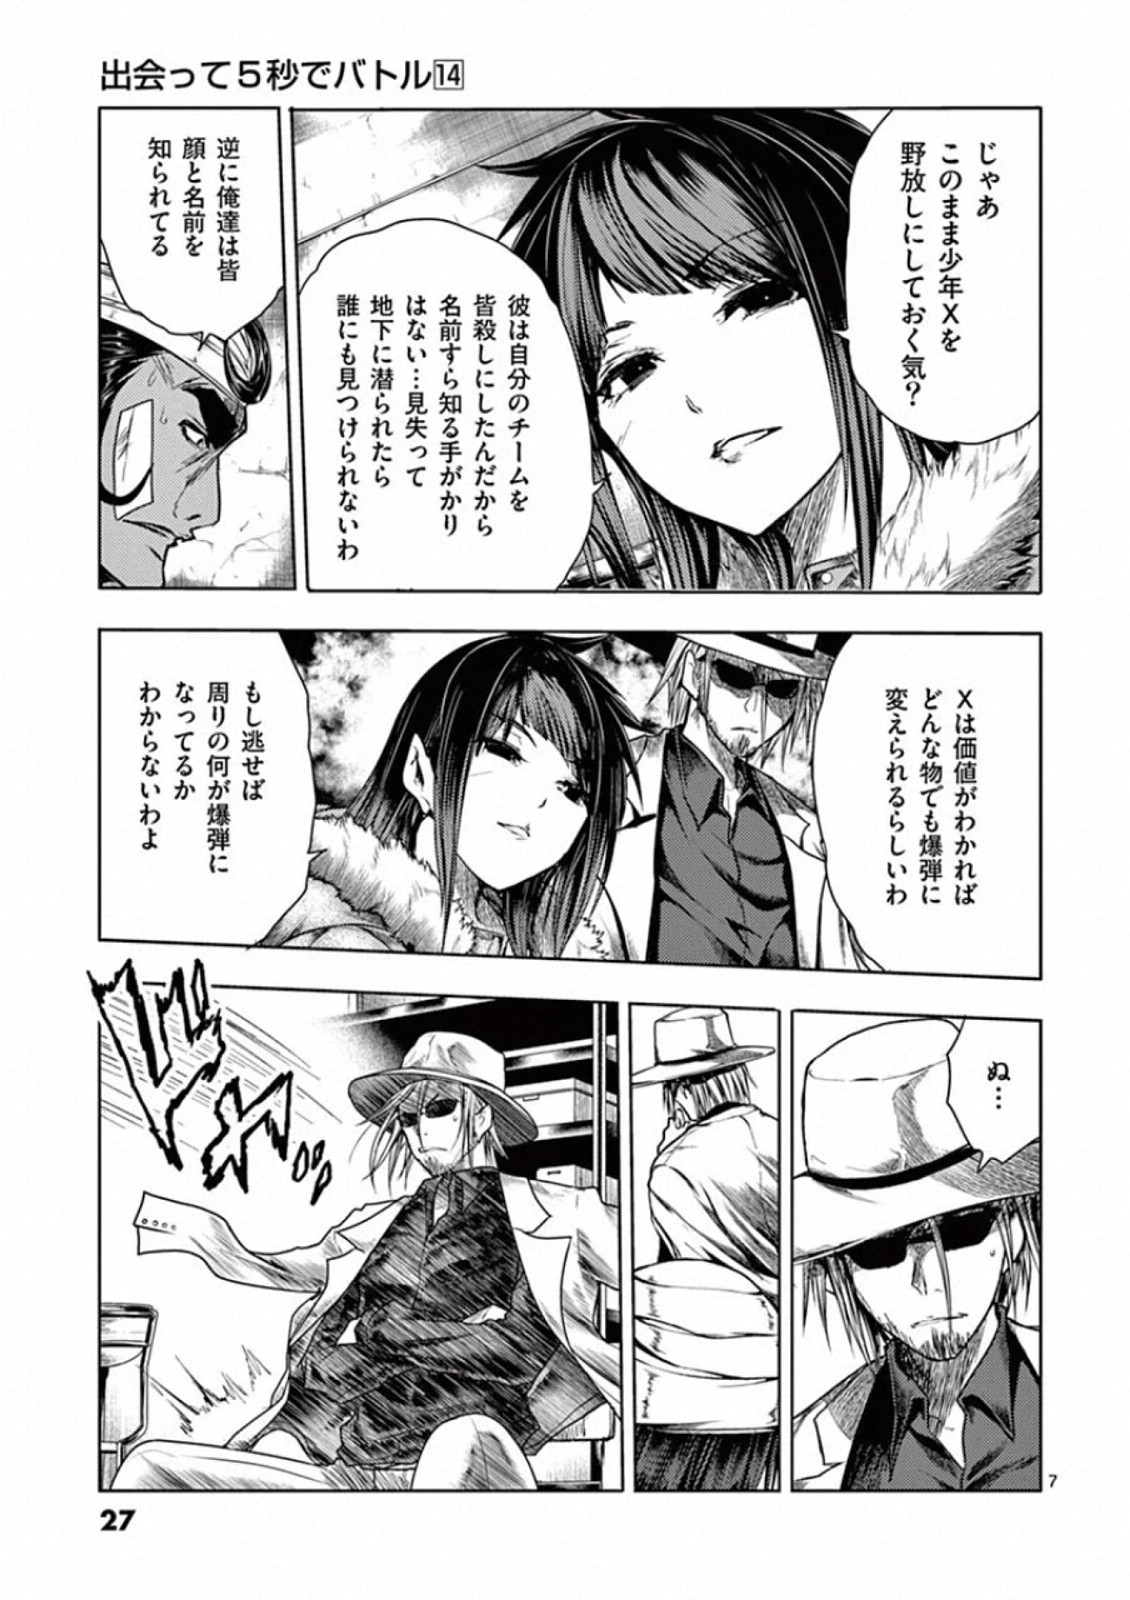 出会って5秒でバトル14
じゃあ
このまま少年Xを
野放しにしておく気?
彼は自分のチームを
皆殺しにしたんだから
名前すら知る手がかり
はない…見失って
地下に潜られたら
誰にも見つけられないわ
逆に俺達は皆
顔と名前を
知られてる
Xは価値がわかれば
どんな物でも爆弾に
変えられるらしいわ
もし逃せば
周りの何が爆弾に
なってるか
わからないわよ
ぬ…
7
27